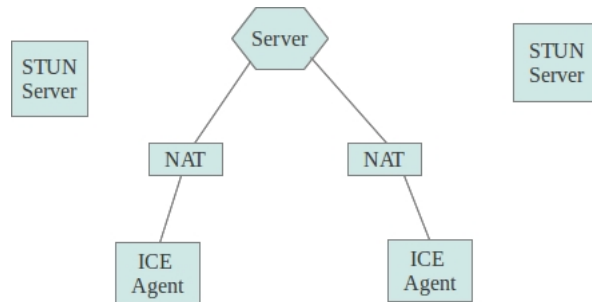 Server
STUN
Server
STUN
Server
NAT
NAT
ICE
Agent
ICE
Agent